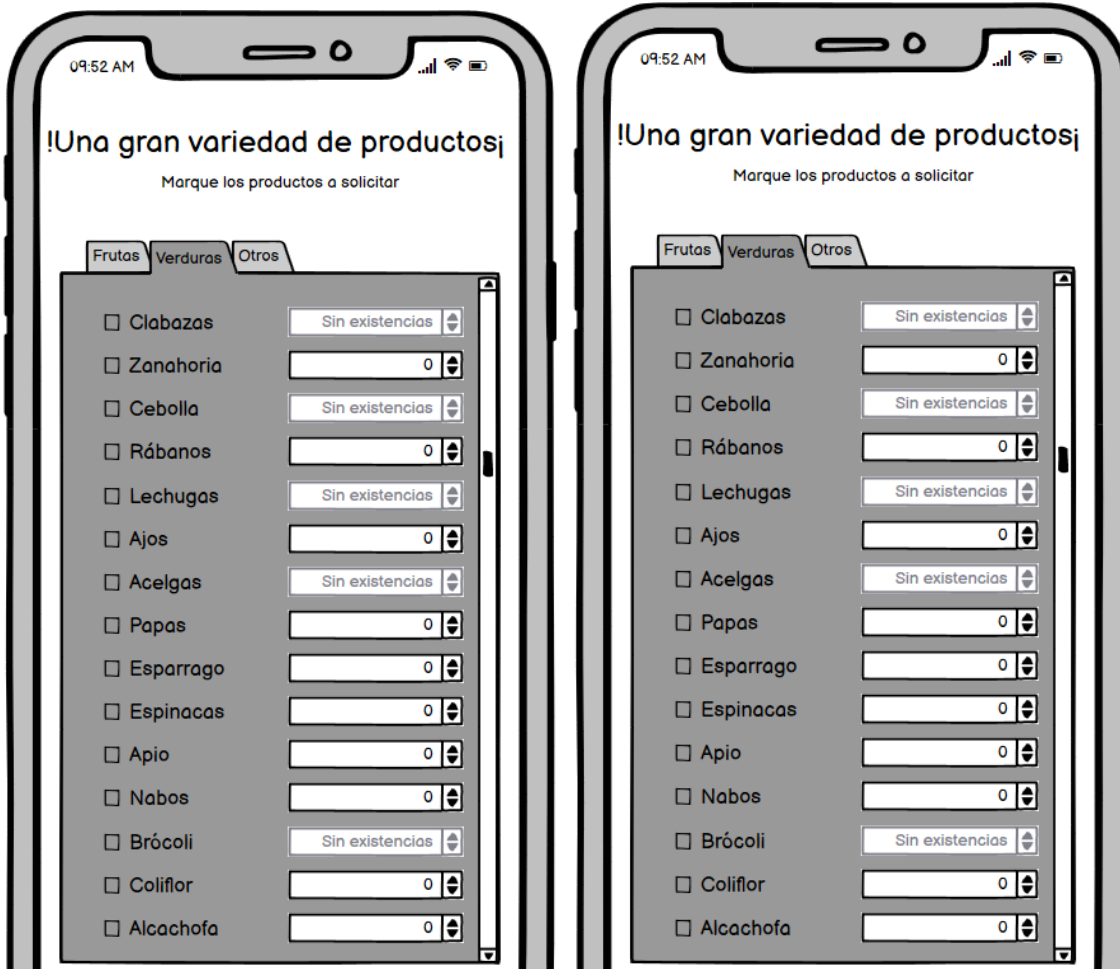 09:52 AM
!Una gran variedad de productos¡
Marque los productos a solicitar
Frutas Verduras Otros
Clabazas Sin existencias
Zanahoria 0
Cebolla Sin existencias
Rábanos 0
Lechugas Sin existencias
Ajos 0
Acelgas Sin existencias
Papas 0
Esparrago 0
Espinacas 0
Apio 0
Nabos 0
Brócoli Sin existencias
Coliflor 0
Alcachofa 0
09:52 AM
!Una gran variedad de productos¡
Marque los productos a solicitar
Frutas Verduras Otros
Clabazas Sin existencias
Zanahoria 0
Cebolla Sin existencias
Rábanos 0
Lechugas Sin existencias
Ajos 0
Acelgas Sin existencias
Papas 0
Esparrago 0
Espinacas 0
Apio 0
Nabos 0
Brócoli Sin existencias
Coliflor 0
Alcachofa 0